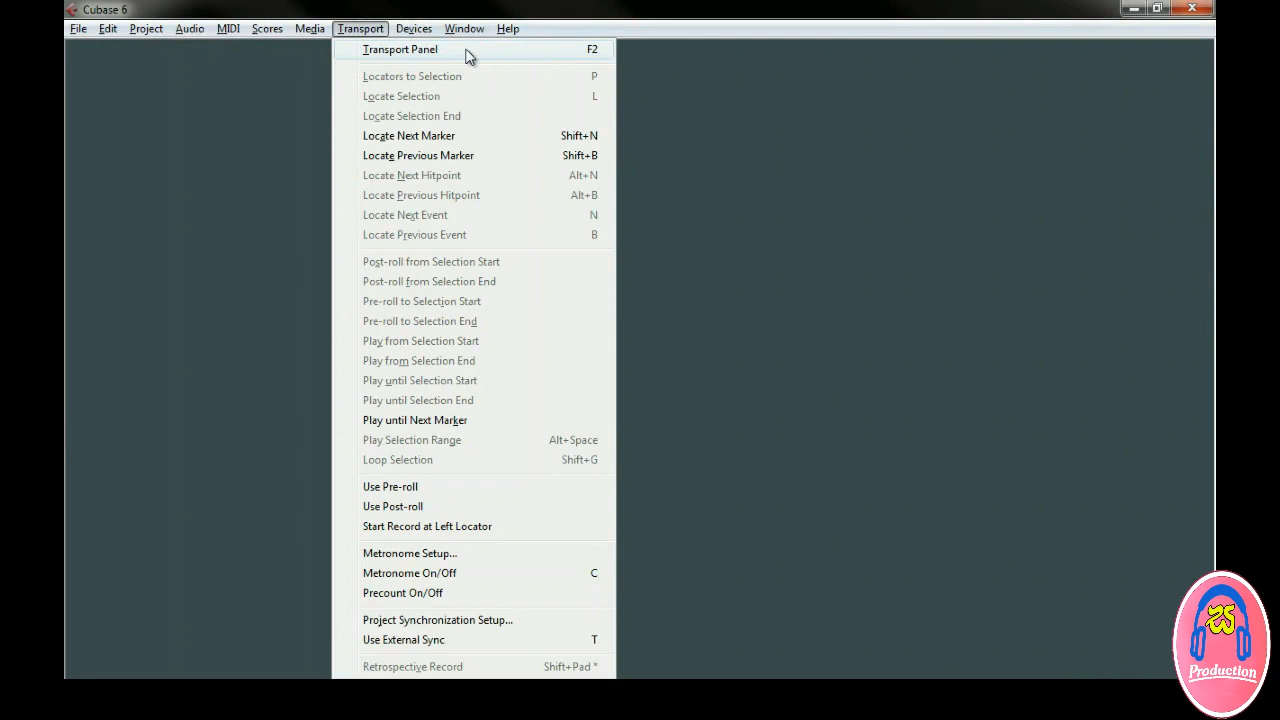 Cubase 6
File Edit Project Audio MIDI Scores Media Transport Devices Window Help
Transport Panel F2
Locators to Selection P
Locate Selection L
Locate Selection End
Locate Next Marker Shift+N
Locate Previous Marker Shift+B
Locate Next Hitpoint Alt+N
Locate Previous Hitpoint Alt+B
Locate Next Event N
Locate Previous Event B
Post-roll from Selection Start
Post-roll from Selection End
Pre-roll to Selection Start
Pre-roll to Selection End
Play from Selection Start
Play from Selection End
Play until Selection Start
Play until Selection End
Play until Next Marker
Play Selection Range Alt+Space
Loop Selection Shift+G
Use Pre-roll
Use Post-roll
Start Record at Left Locator
Metronome Setup...
Metronome On/Off C
Precount On/Off
Project Synchronization Setup...
Use External Sync T
Retrospective Record Shift+Pad *
ස
Production